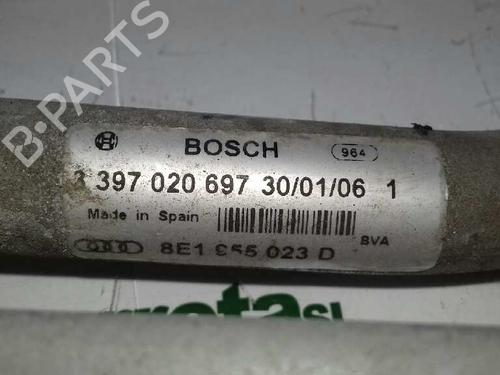 B-PARTS
BOSCH
964
3 397 020 697 30/01/06 1
Made in Spain
BVA
8E1 955 023 D